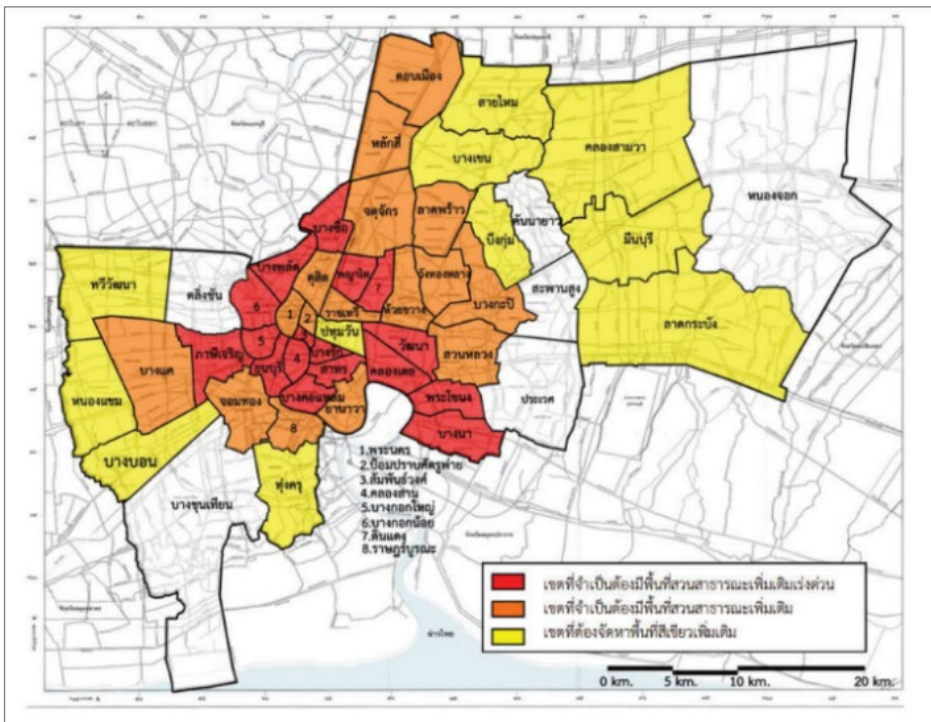 ดอนเมือง
สายไหม
หลักสี่
บางเขน
คลองสามวา
หนองจอก
จตุจักร
ลาดพร้าว
บึงกุ่ม
คันนายาว
มีนบุรี
บางซื่อ
บางพลัด
ดุสิต
พญาไท
7
วังทองหลาง
บางกะปิ
สะพานสูง
ทวีวัฒนา
ตลิ่งชัน
6
1
2
ราชเทวี
ห้วยขวาง
ลาดกระบัง
ปทุมวัน
วัฒนา
สวนหลวง
ภาษีเจริญ
5
4
บางรัก
บางแค
ธนบุรี
สาทร
คลองเตย
ประเวศ
หนองแขม
จอมทอง
บางคอแหลม
ยานนาวา
พระโขนง
8
บางนา
บางบอน
ทุ่งครุ
บางขุนเทียน
1.พระนคร
2.ป้อมปราบศัตรูพ่าย
3.สัมพันธ์วงศ์
4.คลองสาน
5.บางกอกใหญ่
6.บางกอกน้อย
7.ดินแดง
8.ราษฎร์บูรณะ
อ่าวไทย
เขตที่จำเป็นต้องมีพื้นที่สวนสาธารณะเพิ่มเติมเร่งด่วน
เขตที่จำเป็นต้องมีพื้นที่สวนสาธารณะเพิ่มเติม
เขตที่ต้องจัดหาพื้นที่สีเขียวเพิ่มเติม
0 km. 5 km. 10 km. 20 km.